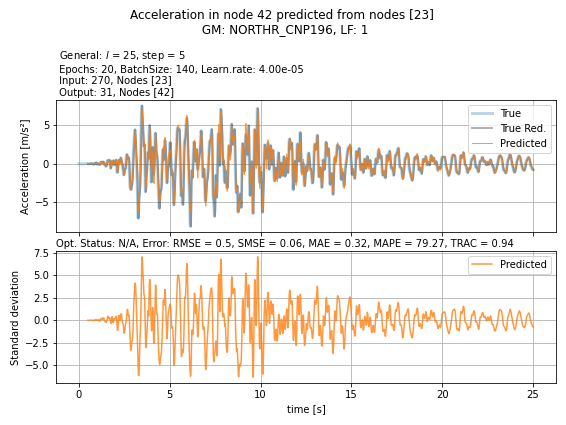 Acceleration in node 42 predicted from nodes [23]
GM: NORTHR_CNP196, LF: 1
General: l = 25, step = 5
Epochs: 20, BatchSize: 140, Learn.rate: 4.00e-05
Input: 270, Nodes [23]
Output: 31, Nodes [42]
Acceleration [m/s²]
5
0
−5
True
True Red.
Predicted
Opt. Status: N/A, Error: RMSE = 0.5, SMSE = 0.06, MAE = 0.32, MAPE = 79.27, TRAC = 0.94
Standard deviation
7.5
5.0
2.5
0.0
−2.5
−5.0
Predicted
0 5 10 15 20 25
time [s]